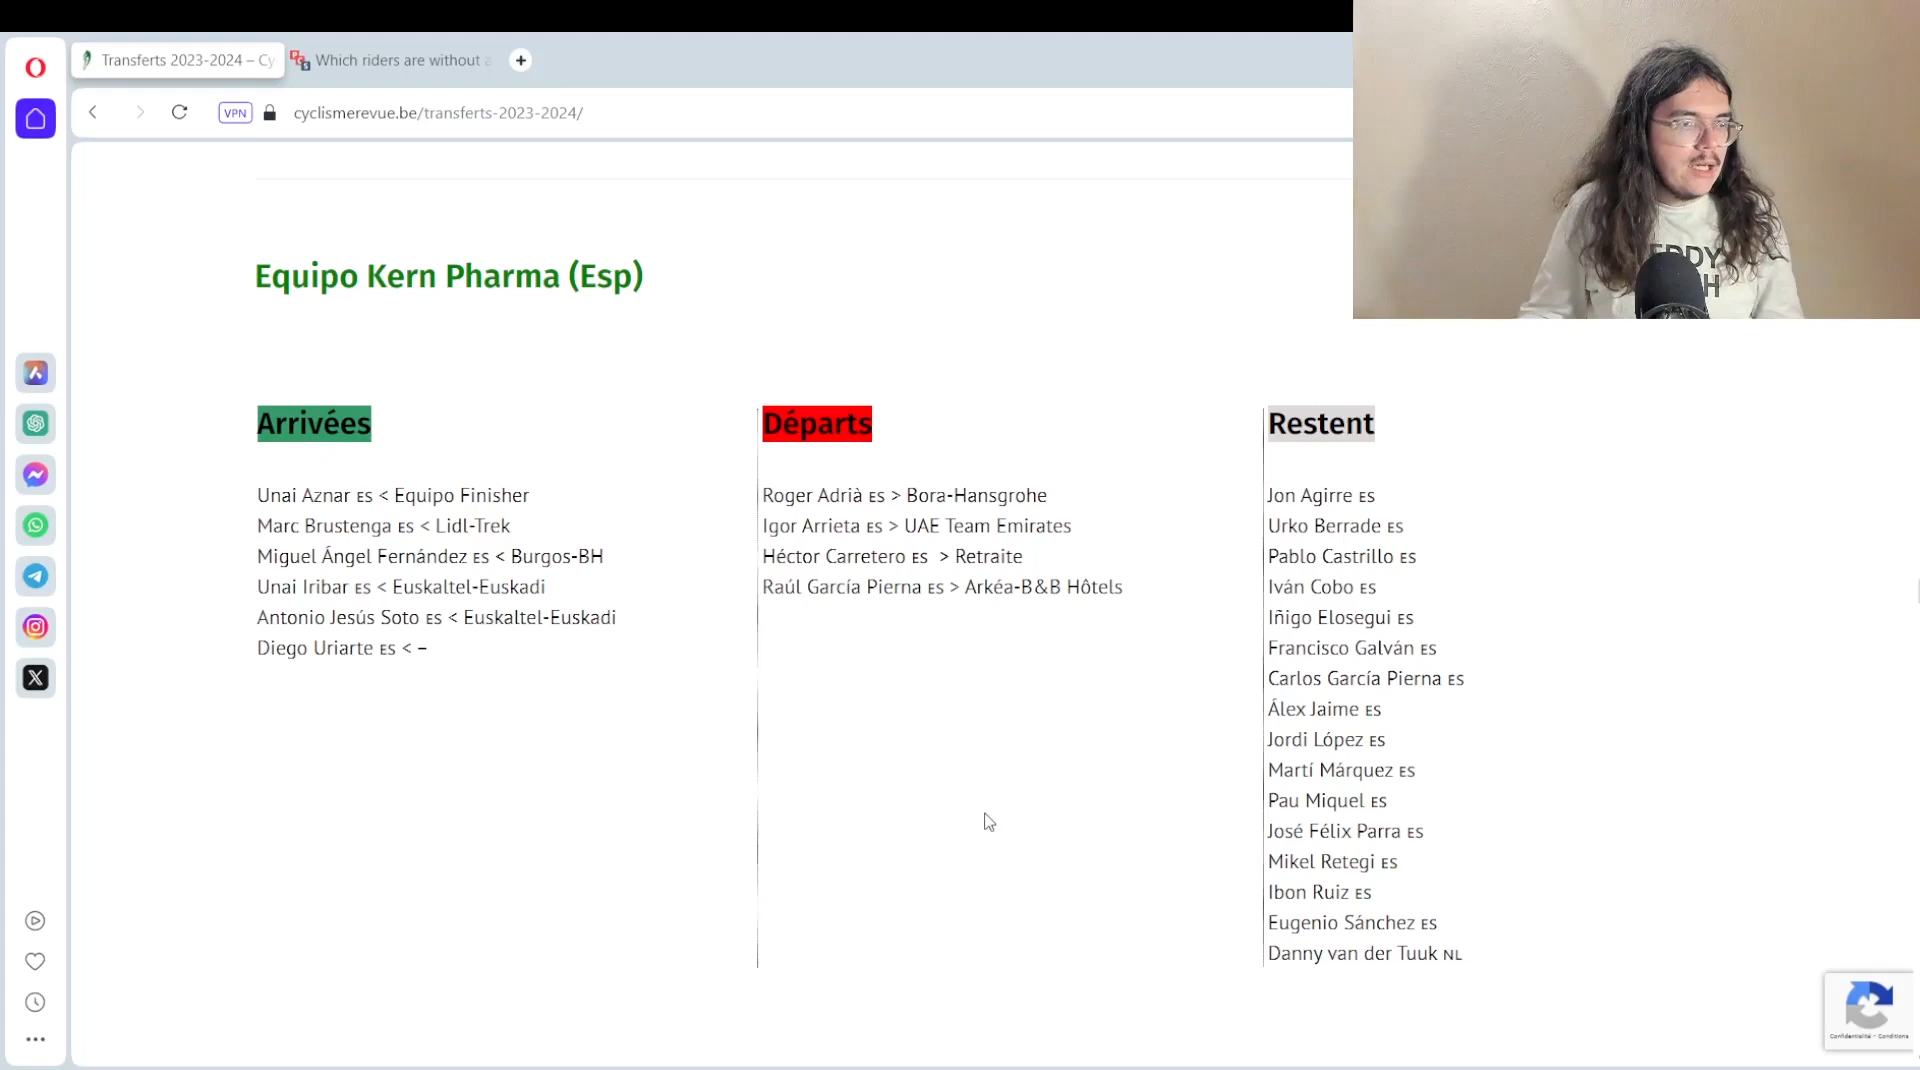 Transferts 2023-2024 – Cy
Which riders are without a
VPN
cyclismerevue.be/transferts-2023-2024/
Equipo Kern Pharma (Esp)
Arrivées
Unai Aznar ES < Equipo Finisher
Marc Brustenga ES < Lidl-Trek
Miguel Ángel Fernández ES < Burgos-BH
Unai Iribar ES < Euskaltel-Euskadi
Antonio Jesús Soto ES < Euskaltel-Euskadi
Diego Uriarte ES < –
Départs
Roger Adrià ES > Bora-Hansgrohe
Igor Arrieta ES > UAE Team Emirates
Héctor Carretero ES > Retraite
Raúl García Pierna ES > Arkéa-B&B Hôtels
Restent
Jon Agirre ES
Urko Berrade ES
Pablo Castrillo ES
Iván Cobo ES
Iñigo Elosegui ES
Francisco Galván ES
Carlos García Pierna ES
Álex Jaime ES
Jordi López ES
Martí Márquez ES
Pau Miquel ES
José Félix Parra ES
Mikel Retegi ES
Ibon Ruiz ES
Eugenio Sánchez ES
Danny van der Tuuk NL
Confidentialité - Conditions